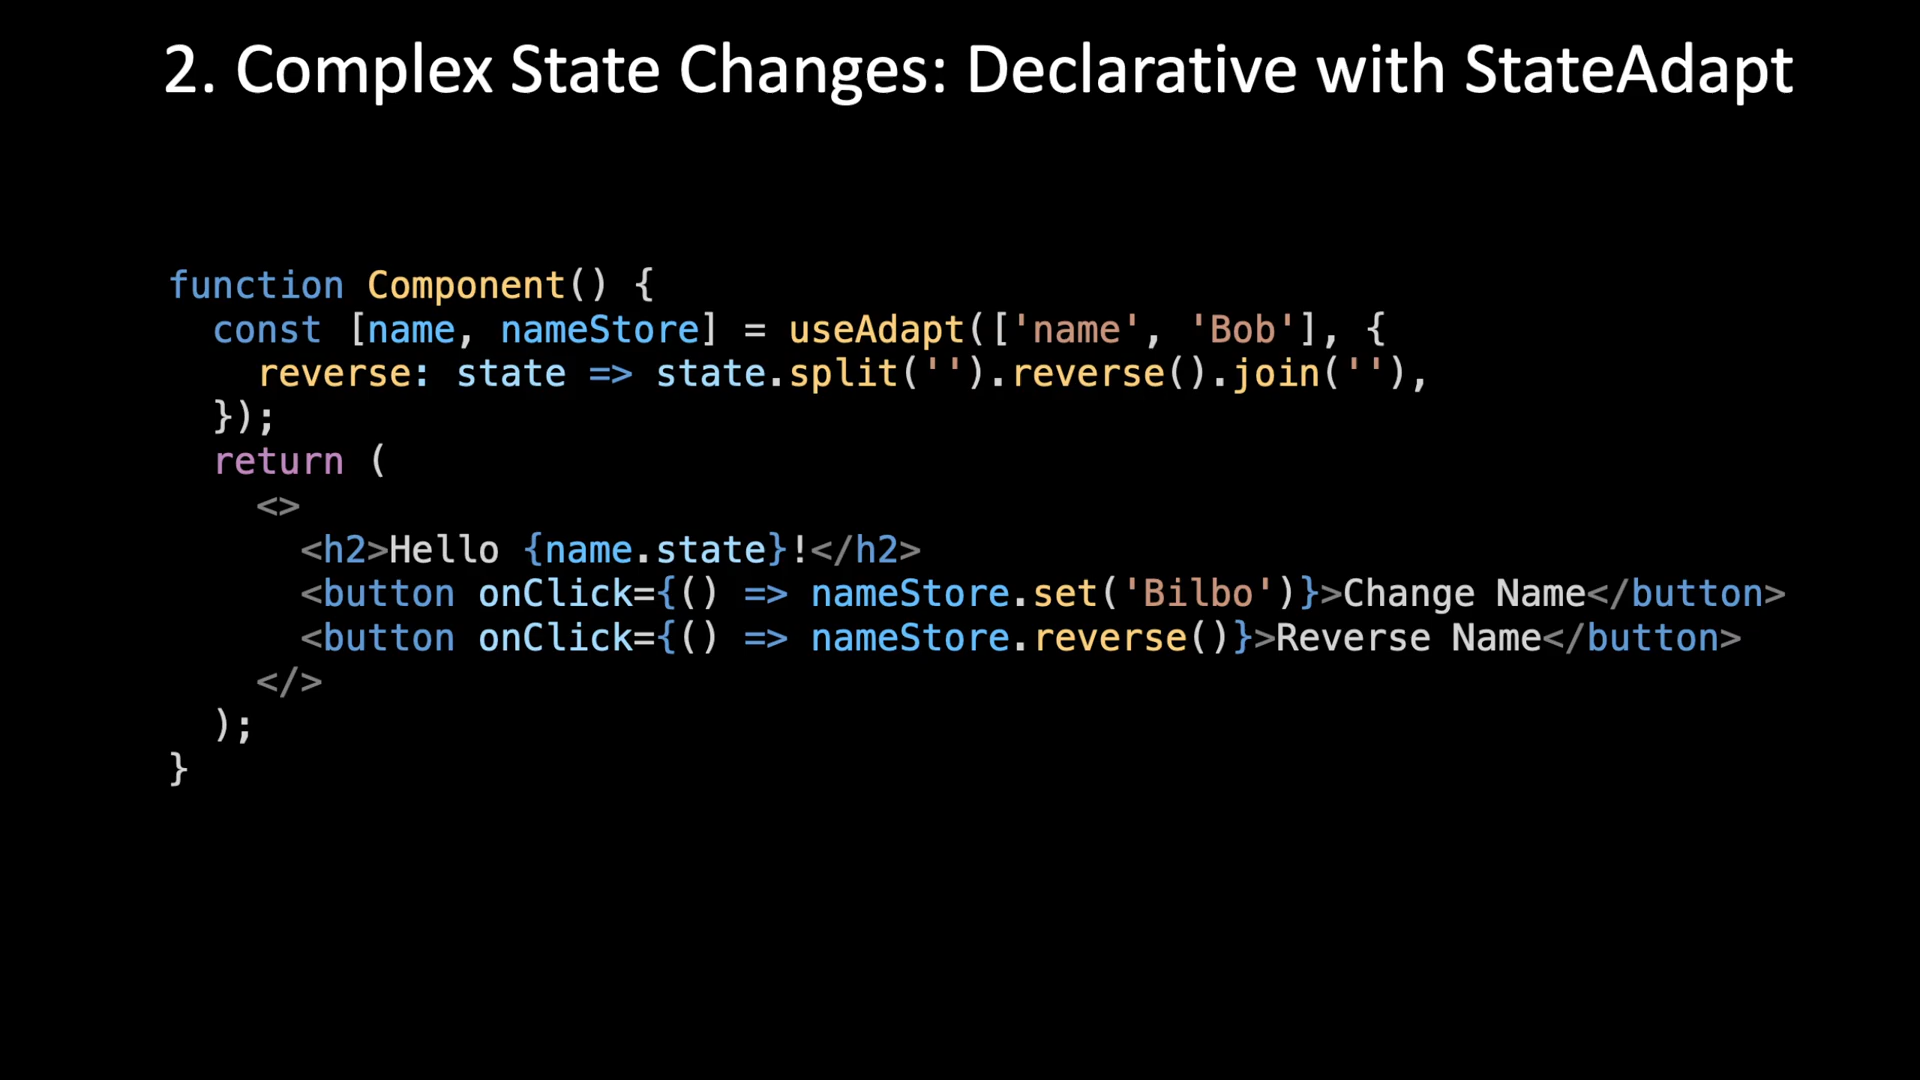 2. Complex State Changes: Declarative with StateAdapt
function Component() {
  const [name, nameStore] = useAdapt(['name', 'Bob'], {
    reverse: state => state.split('').reverse().join(''),
  });
  return (
    <>
      <h2>Hello {name.state}!</h2>
      <button onClick={() => nameStore.set('Bilbo')}>Change Name</button>
      <button onClick={() => nameStore.reverse()}>Reverse Name</button>
    </>
  );
}